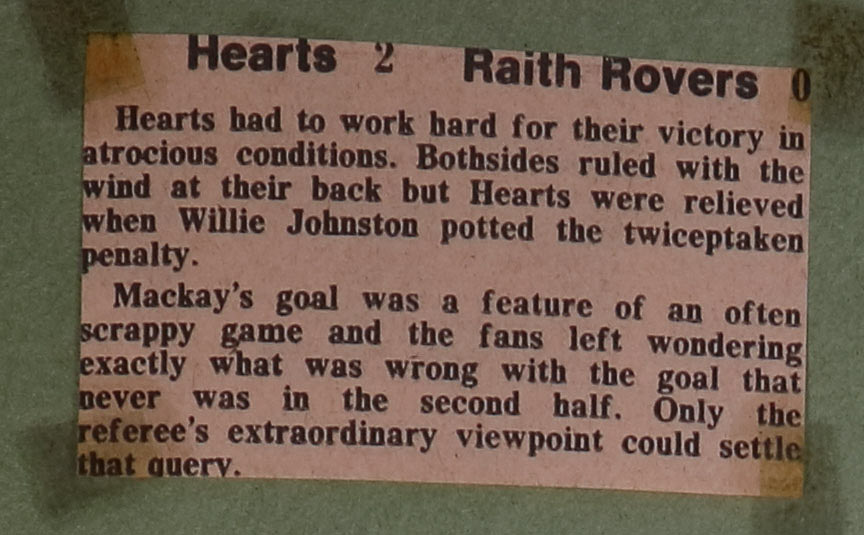 Hearts 2 Raith Rovers 0
Hearts had to work hard for their victory in
atrocious conditions. Bothsides ruled with the
wind at their back but Hearts were relieved
when Willie Johnston potted the twiceptaken
penalty.
Mackay's goal was a feature of an often
scrappy game and the fans left wondering
exactly what was wrong with the goal that
never was in the second half. Only the
referee's extraordinary viewpoint could settle
that query.